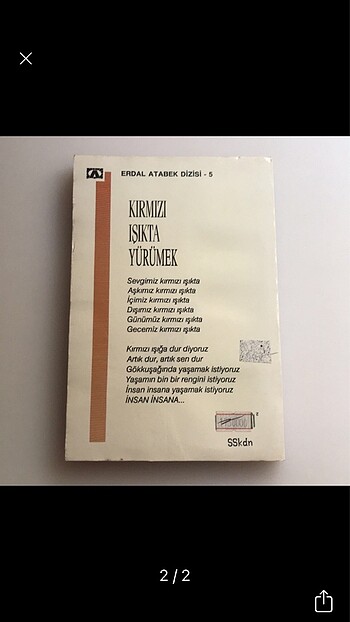 ERDAL ATABEK DİZİSİ - 5
KIRMIZI
IŞIKTA
YÜRÜMEK
Sevgimiz kırmızı ışıkta
Aşkımız kırmızı ışıkta
İçimiz kırmızı ışıkta
Dışımız kırmızı ışıkta
Günümüz kırmızı ışıkta
Gecemiz kırmızı ışıkta
Kırmızı ışığa dur diyoruz
Artık dur, artık sen dur
Gökkuşağında yaşamak istiyoruz
Yaşamın bin bir rengini istiyoruz
İnsan insana yaşamak istiyoruz
İNSAN İNSANA...
SSkdn
2 / 2